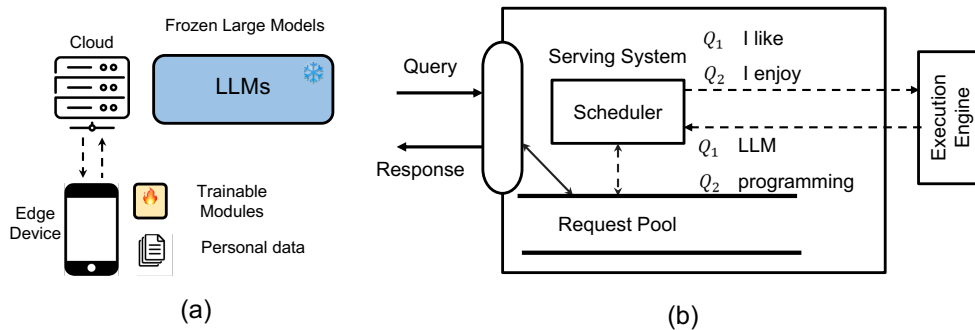 Frozen Large Models
Cloud
LLMs
Edge
Device
Trainable
Modules
Personal data
(a)
Query
Response
Serving System
Scheduler
Q1 I like
Q2 I enjoy
Q1 LLM
Q2 programming
Request Pool
Execution
Engine
(b)